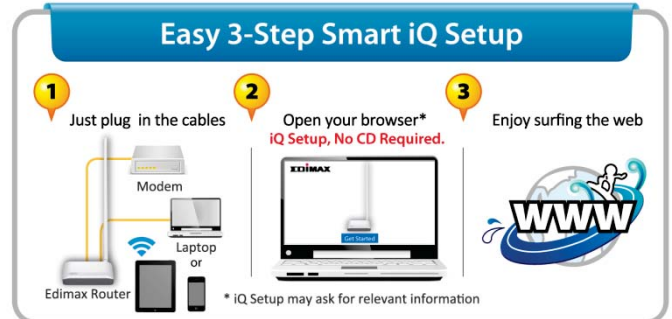 Easy 3-Step Smart iQ Setup
1
Just plug in the cables
Modem
Laptop
or
Edimax Router
2
Open your browser*
iQ Setup, No CD Required.
EDIMAX
Get Started
* iQ Setup may ask for relevant information
3
Enjoy surfing the web
WWW